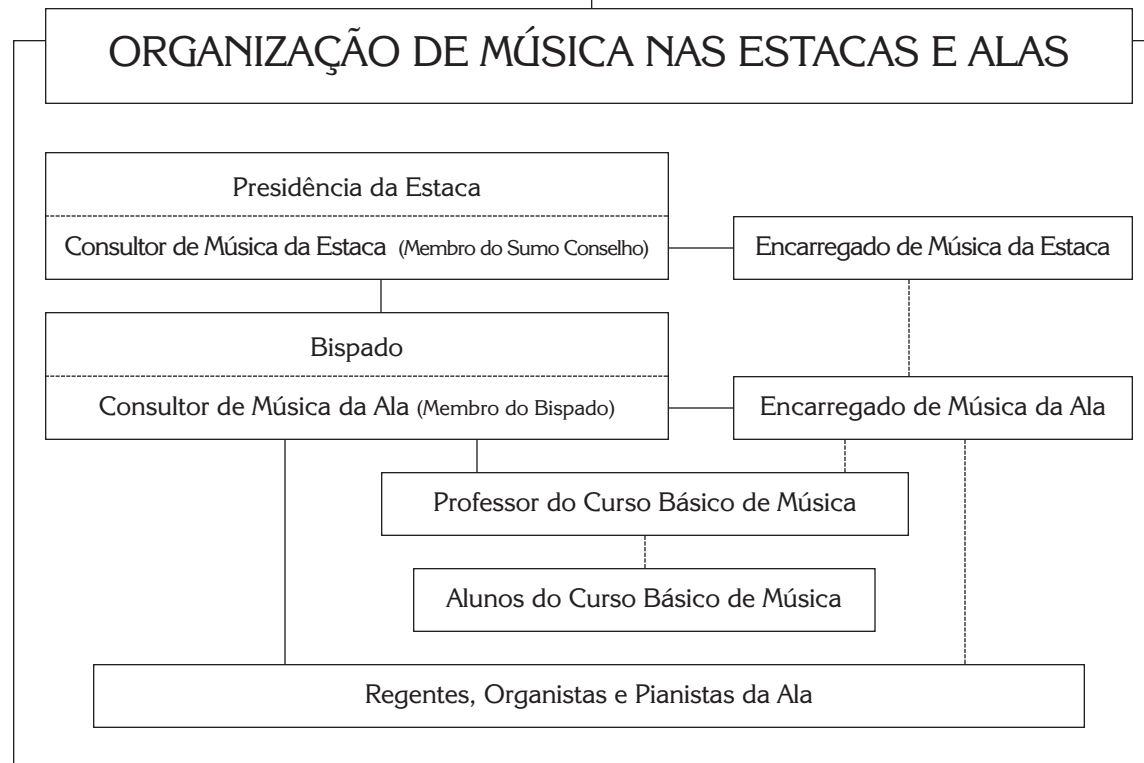 ORGANIZAÇÃO DE MÚSICA NAS ESTACAS E ALAS
Presidência da Estaca
Consultor de Música da Estaca (Membro do Sumo Conselho)
Encarregado de Música da Estaca
Bispado
Consultor de Música da Ala (Membro do Bispado)
Encarregado de Música da Ala
Professor do Curso Básico de Música
Alunos do Curso Básico de Música
Regentes, Organistas e Pianistas da Ala